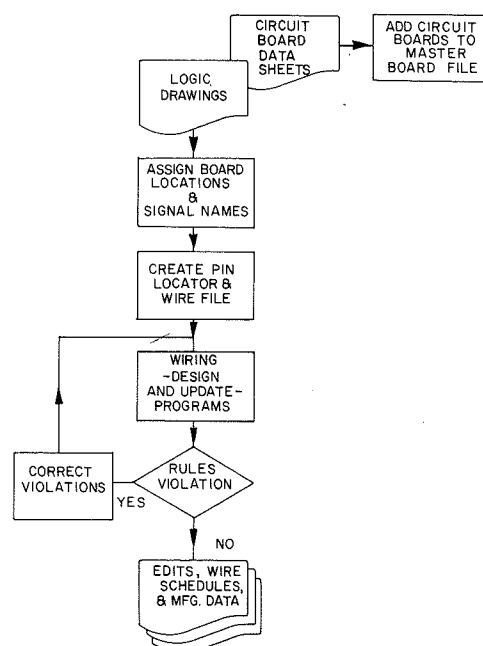 CIRCUIT
BOARD
DATA
SHEETS
ADD CIRCUIT
BOARDS TO
MASTER
BOARD FILE
LOGIC
DRAWINGS
ASSIGN BOARD
LOCATIONS
&
SIGNAL NAMES
CREATE PIN
LOCATOR &
WIRE FILE
WIRING
-DESIGN
AND UPDATE-
PROGRAMS
CORRECT
VIOLATIONS
YES
RULES
VIOLATION
NO
EDITS, WIRE
SCHEDULES,
& MFG. DATA